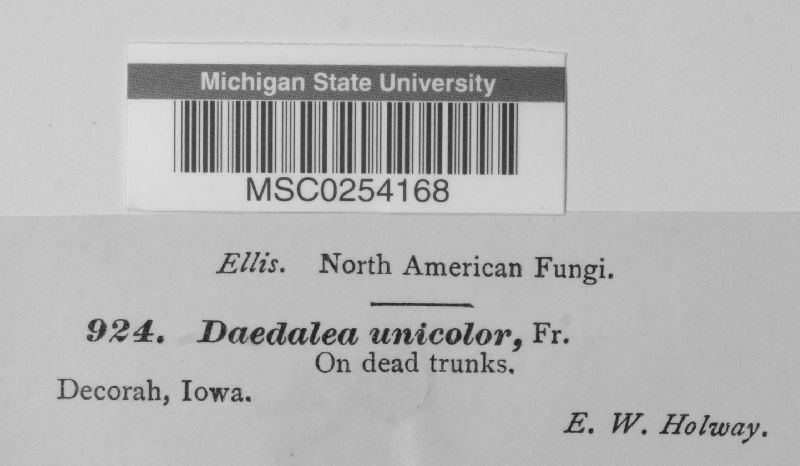 Michigan State University
MSC0254168
Ellis. North American Fungi.
924. Daedalea unicolor, Fr.
On dead trunks.
Decorah, Iowa.
E. W. Holway.